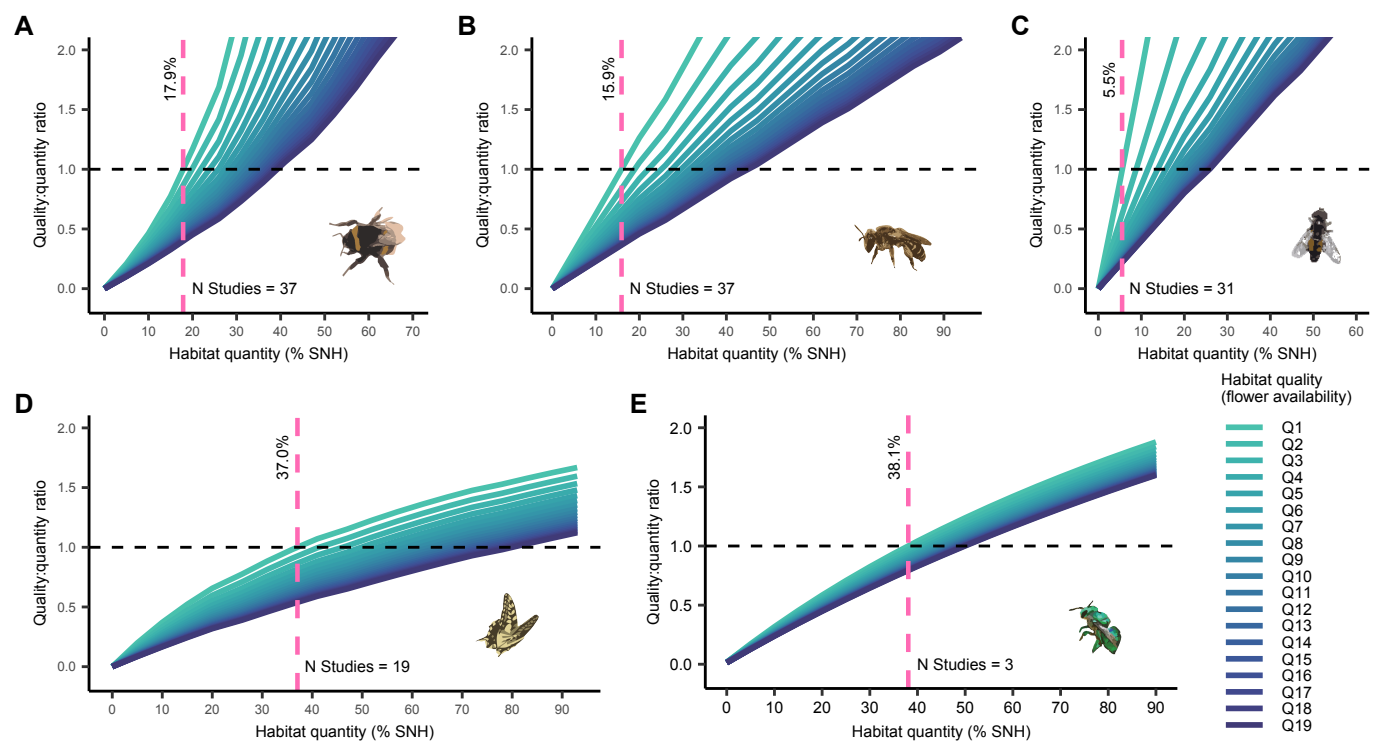 A
2.0
1.5
1.0
0.5
0.0
Quality:quantity ratio
17.9%
N Studies = 37
0 10 20 30 40 50 60 70
Habitat quantity (% SNH)
B
2.0
1.5
1.0
0.5
0.0
Quality:quantity ratio
15.9%
N Studies = 37
0 10 20 30 40 50 60 70 80 90
Habitat quantity (% SNH)
C
2.0
1.5
1.0
0.5
0.0
Quality:quantity ratio
5.5%
N Studies = 31
0 10 20 30 40 50 60
Habitat quantity (% SNH)
D
2.0
1.5
1.0
0.5
0.0
Quality:quantity ratio
37.0%
N Studies = 19
0 10 20 30 40 50 60 70 80 90
Habitat quantity (% SNH)
E
2.0
1.5
1.0
0.5
0.0
Quality:quantity ratio
38.1%
N Studies = 3
0 10 20 30 40 50 60 70 80 90
Habitat quantity (% SNH)
Habitat quality
(flower availability)
Q1
Q2
Q3
Q4
Q5
Q6
Q7
Q8
Q9
Q10
Q11
Q12
Q13
Q14
Q15
Q16
Q17
Q18
Q19